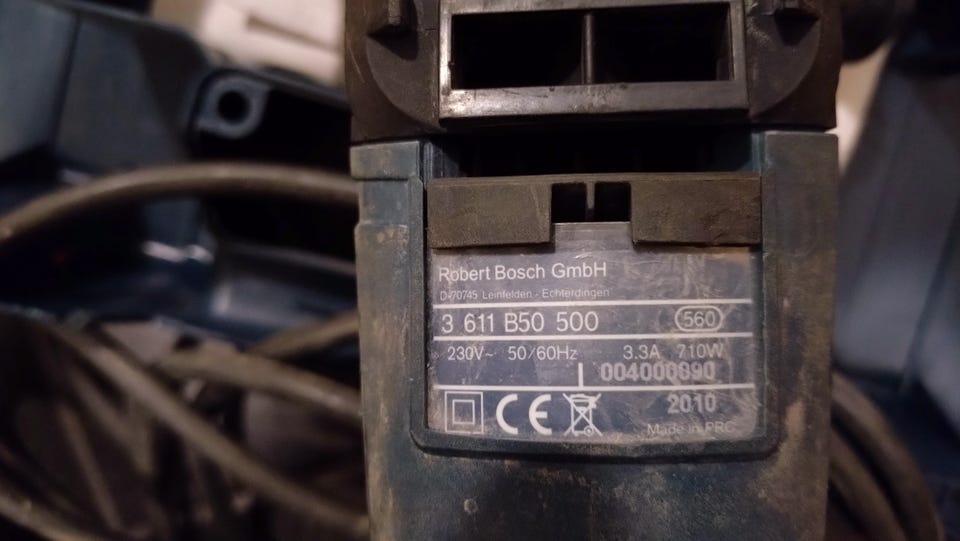 Robert Bosch GmbH
D-70745 Leinfelden - Echterdingen
3 611 B50 500 560
230V~ 50/60Hz 3.3A 710W
004000090
2010
CE
Made in PRC